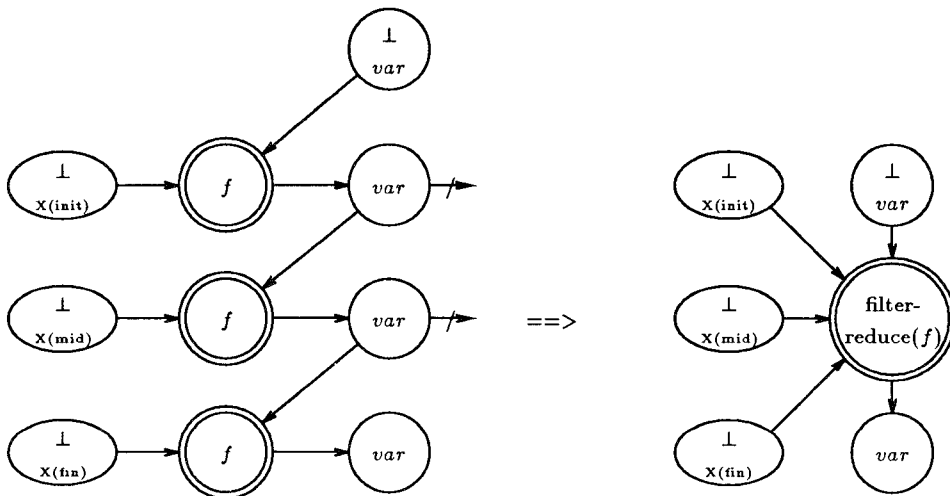 ⊥
var
⊥
X(init)
f
var
⊥
X(mid)
f
var
⊥
X(fin)
f
var
==>
⊥
X(init)
⊥
var
⊥
X(mid)
filter-
reduce(f)
⊥
X(fin)
var